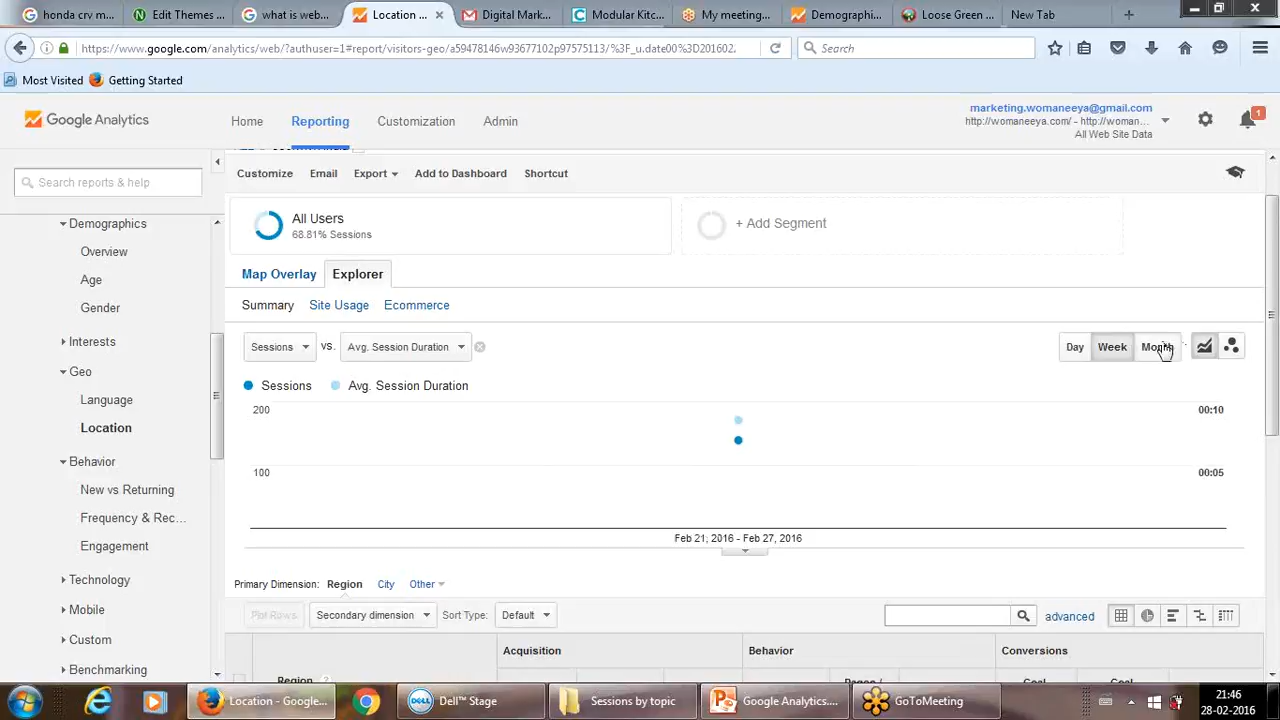 honda crv m...
Edit Themes ...
what is web...
Location ...
Digital Mark...
Modular Kitc...
My meeting...
Demographi...
Loose Green ...
New Tab
https://www.google.com/analytics/web/?authuser=1#report/visitors-geo/a59478146w93677103p97575113/%3F_u.date00%3D201602.
Search
Most Visited
Getting Started
Google Analytics
Home
Reporting
Customization
Admin
marketing.womaneeya@gmail.com
http://womaneeya.com/ - http://woman...
All Web Site Data
1
Search reports & help
Customize
Email
Export
Add to Dashboard
Shortcut
All Users
68.81% Sessions
+ Add Segment
Map Overlay
Explorer
Summary
Site Usage
Ecommerce
Sessions
vs.
Avg. Session Duration
Day
Week
Month
Sessions
Avg. Session Duration
200
00:10
100
00:05
Feb 21, 2016 - Feb 27, 2016
Primary Dimension:
Region
City
Other
Plot Rows
Secondary dimension
Sort Type:
Default
advanced
Acquisition
Behavior
Conversions
Region
Pages /
Goal
Goal
Demographics
Overview
Age
Gender
Interests
Geo
Language
Location
Behavior
New vs Returning
Frequency & Rec...
Engagement
Technology
Mobile
Custom
Benchmarking
Location - Google...
Dell™ Stage
Sessions by topic
Google Analytics....
GoToMeeting
21:46
28-02-2016